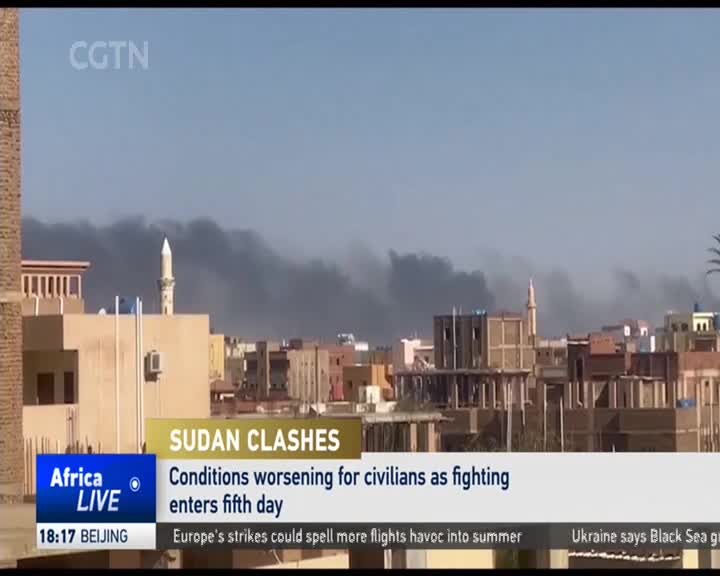 CGTN
SUDAN CLASHES
Conditions worsening for civilians as fighting
enters fifth day
Africa
LIVE
18:17 BEIJING
Europe's strikes could spell more flights havoc into summer
Ukraine says Black Sea